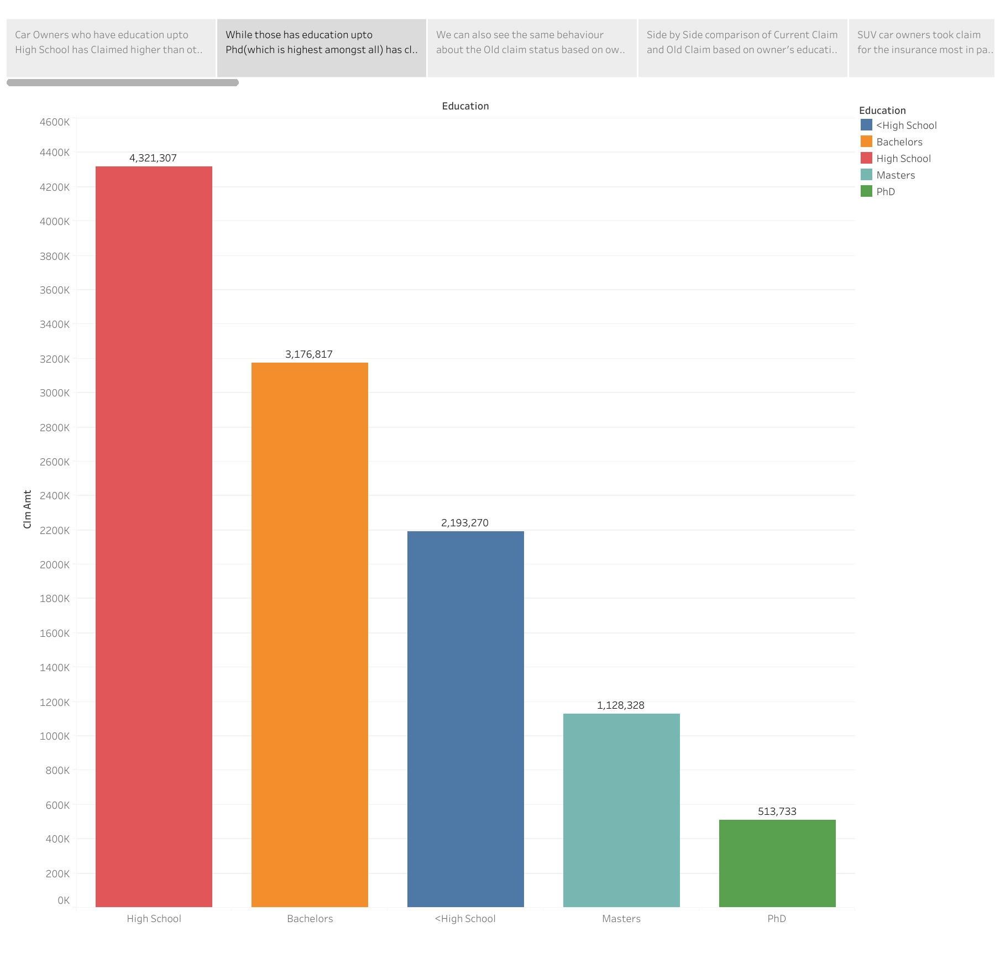 Car Owners who have education upto
High School has Claimed higher than ot..
While those has education upto
Phd(which is highest amongst all) has cl..
We can also see the same behaviour
about the Old claim status based on ow..
Side by Side comparison of Current Claim
and Old Claim based on owner's educati..
SUV car owners took claim
for the insurance most in pa..
Education
4600K
4400K
4200K
4000K
3800K
3600K
3400K
3200K
3000K
2800K
2600K
2400K
2200K
2000K
1800K
1600K
1400K
1200K
1000K
800K
600K
400K
200K
0K
Clm Amt
4,321,307
3,176,817
2,193,270
1,128,328
513,733
High School
Bachelors
<High School
Masters
PhD
Education
<High School
Bachelors
High School
Masters
PhD